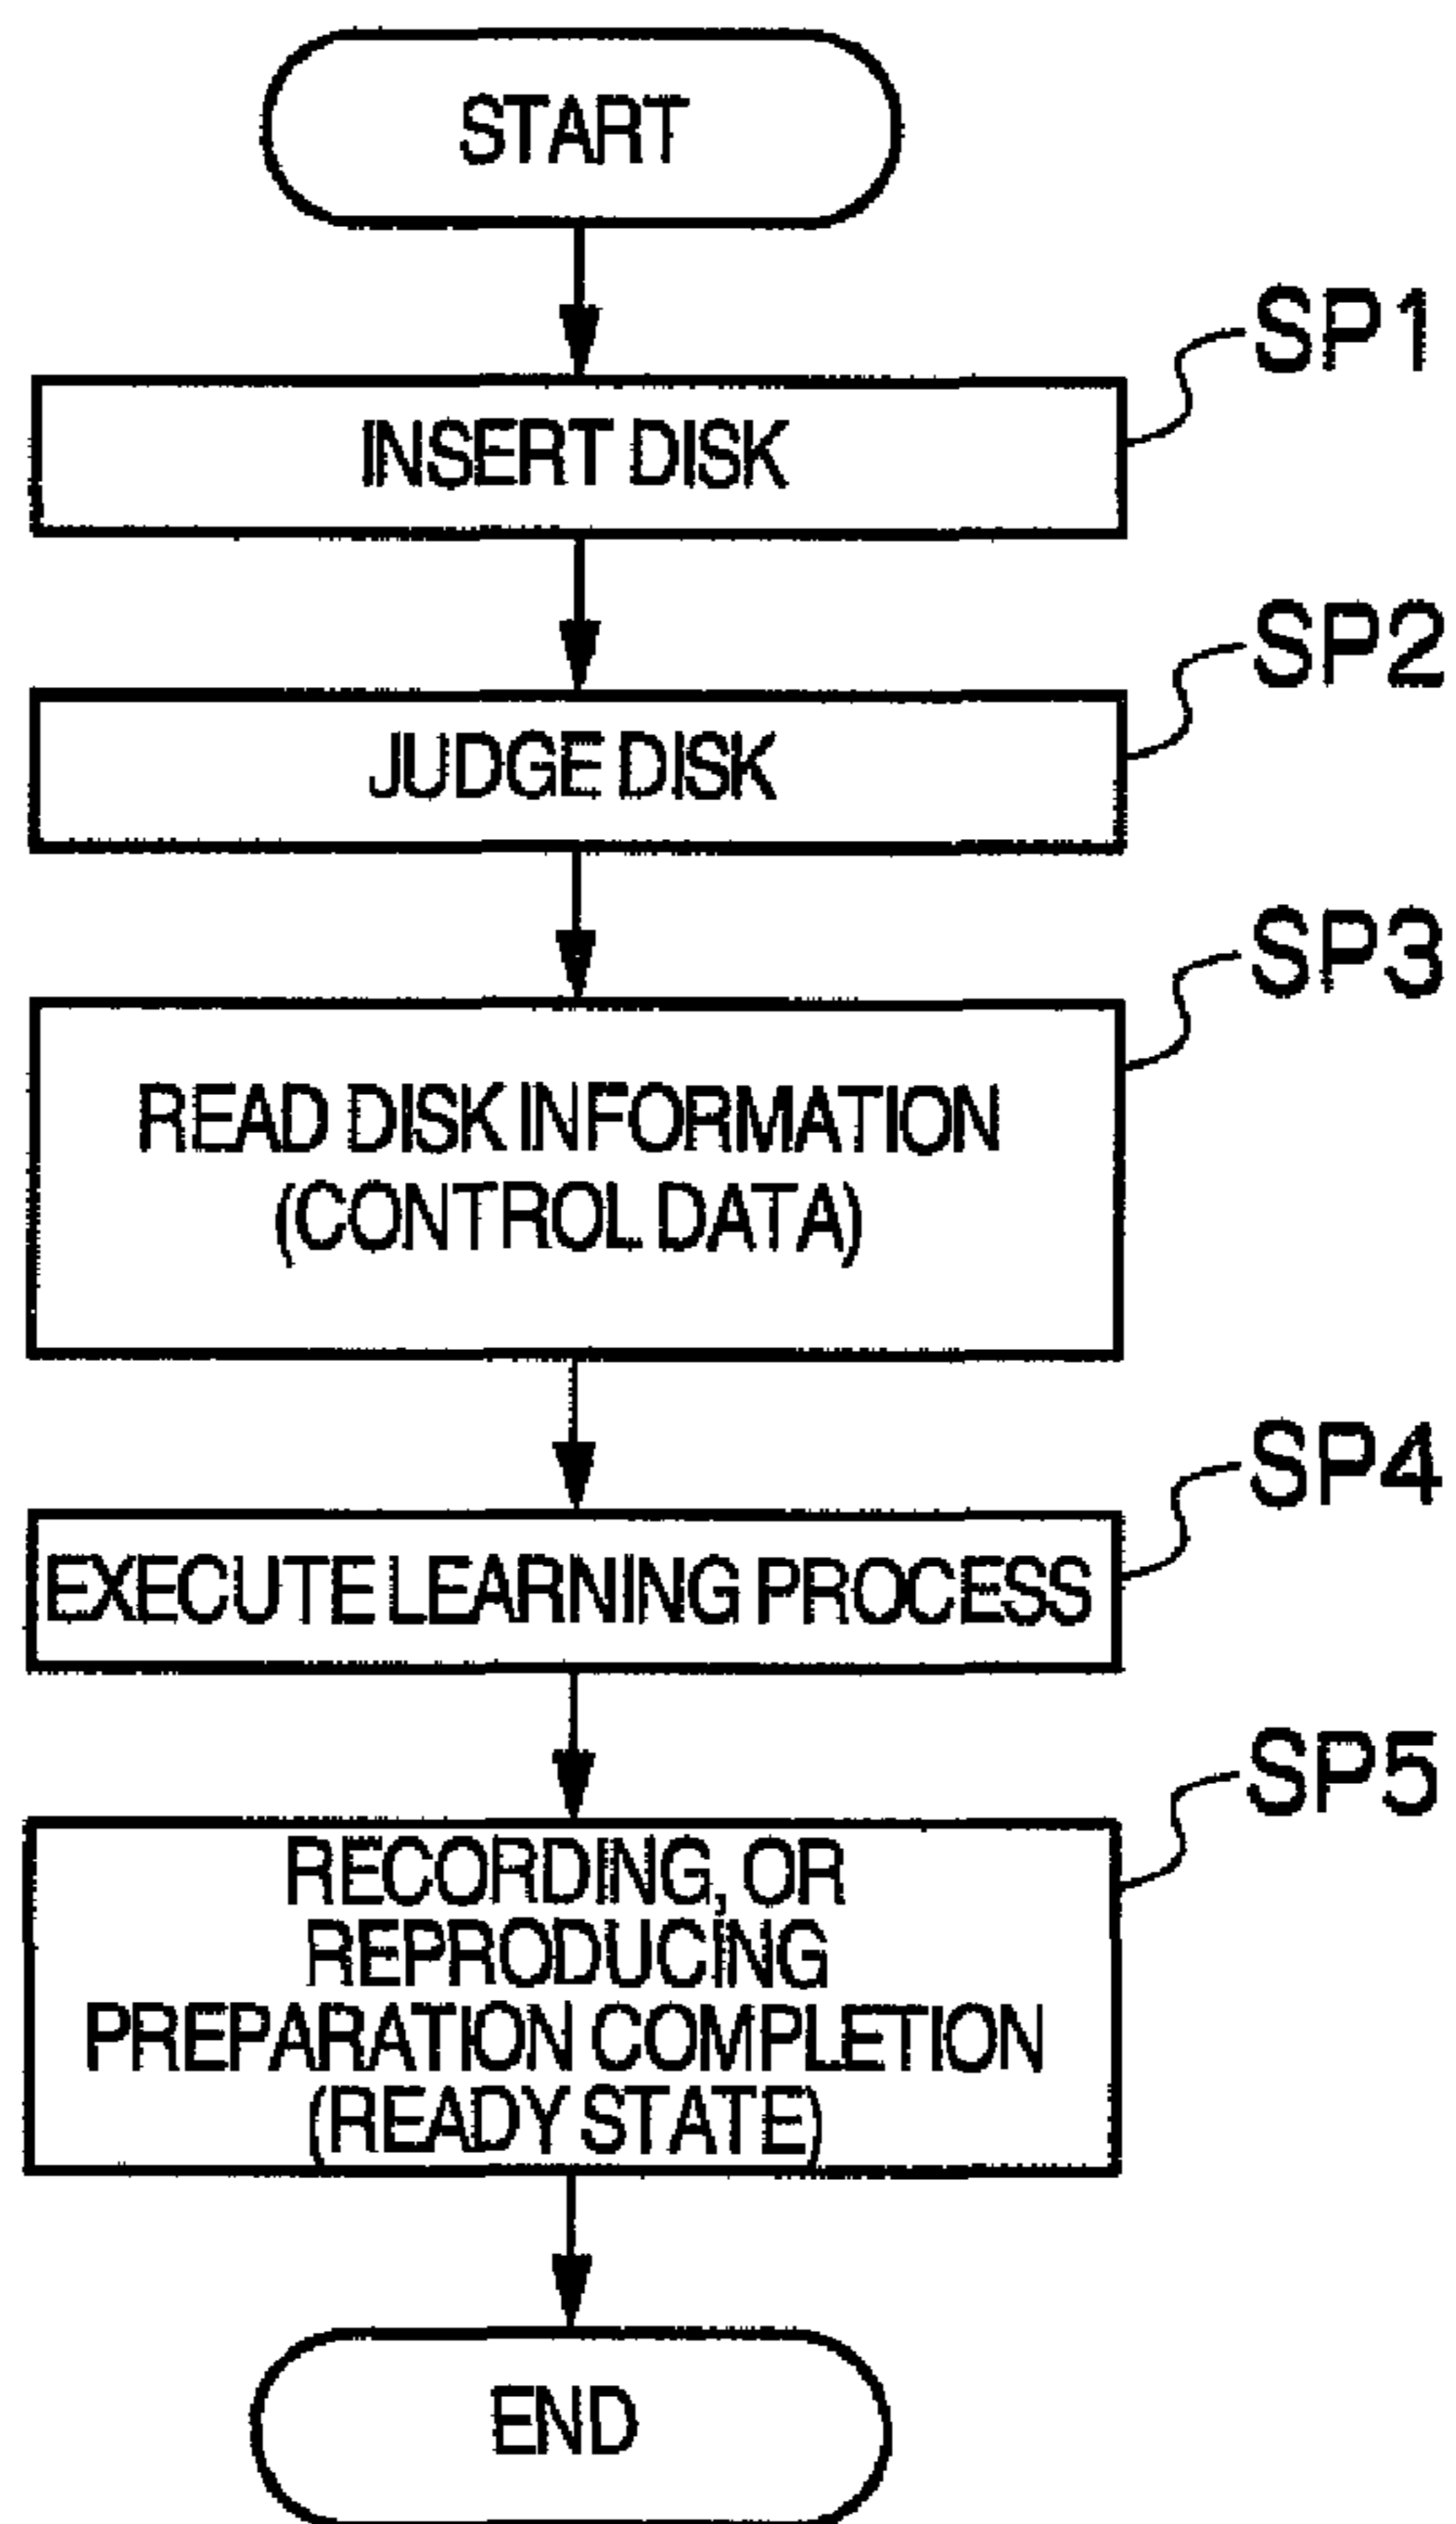 START
SP1
INSERT DISK
SP2
JUDGE DISK
SP3
READ DISK INFORMATION
(CONTROL DATA)
SP4
EXECUTE LEARNING PROCESS
SP5
RECORDING, OR
REPRODUCING
PREPARATION COMPLETION
(READY STATE)
END